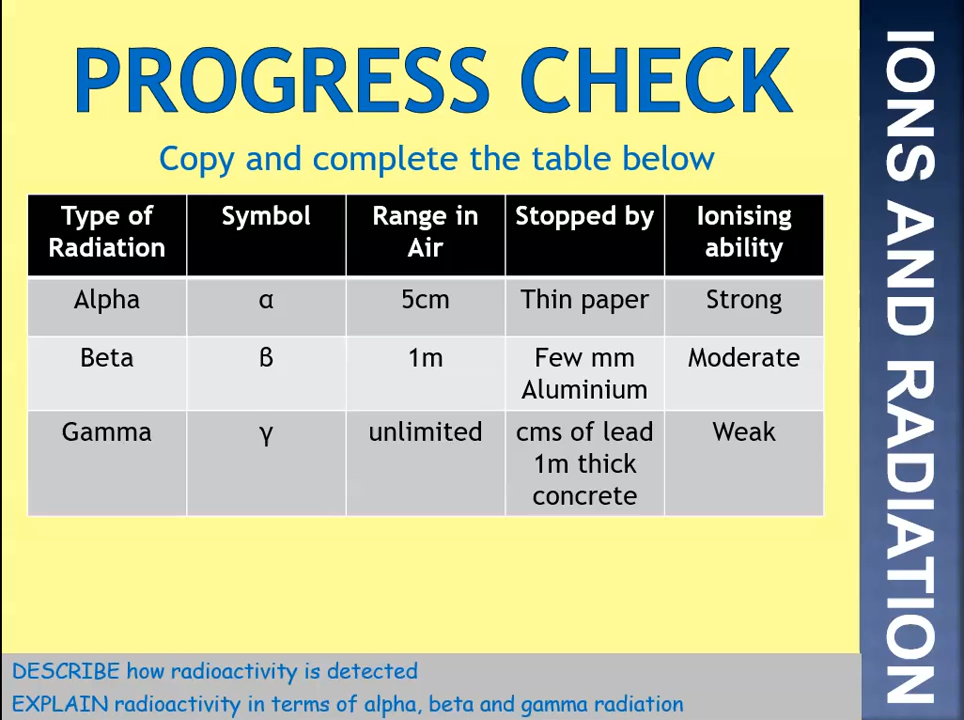 PROGRESS CHECK
Copy and complete the table below
Type of Radiation Symbol Range in Air Stopped by Ionising ability
Alpha α 5cm Thin paper Strong
Beta β 1m Few mm Aluminium Moderate
Gamma γ unlimited cms of lead 1m thick concrete Weak
DESCRIBE how radioactivity is detected
EXPLAIN radioactivity in terms of alpha, beta and gamma radiation
IONS AND RADIATION